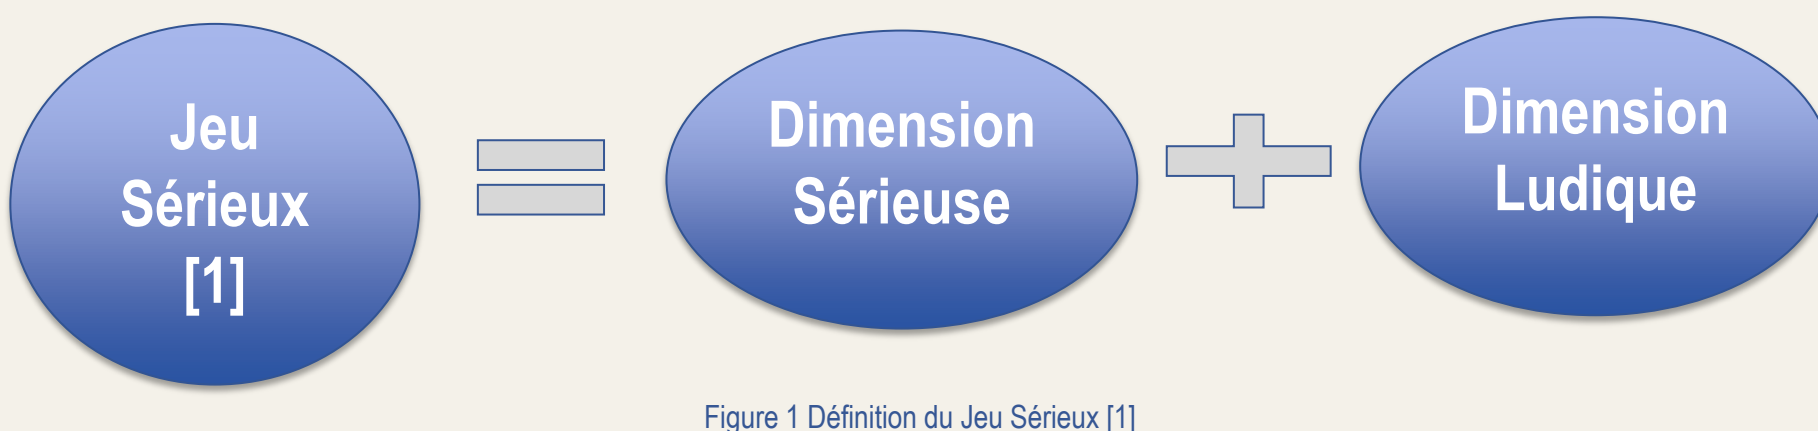 Jeu
Sérieux
[1]
Dimension
Sérieuse
Dimension
Ludique
Figure 1 Définition du Jeu Sérieux [1]